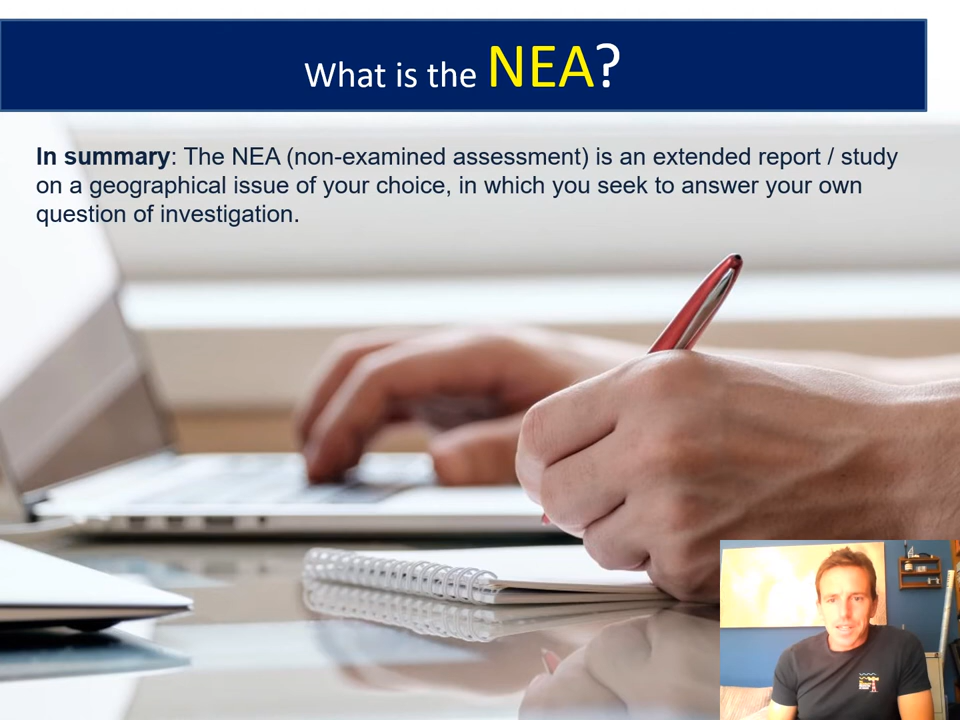 What is the NEA?
In summary: The NEA (non-examined assessment) is an extended report / study
on a geographical issue of your choice, in which you seek to answer your own
question of investigation.